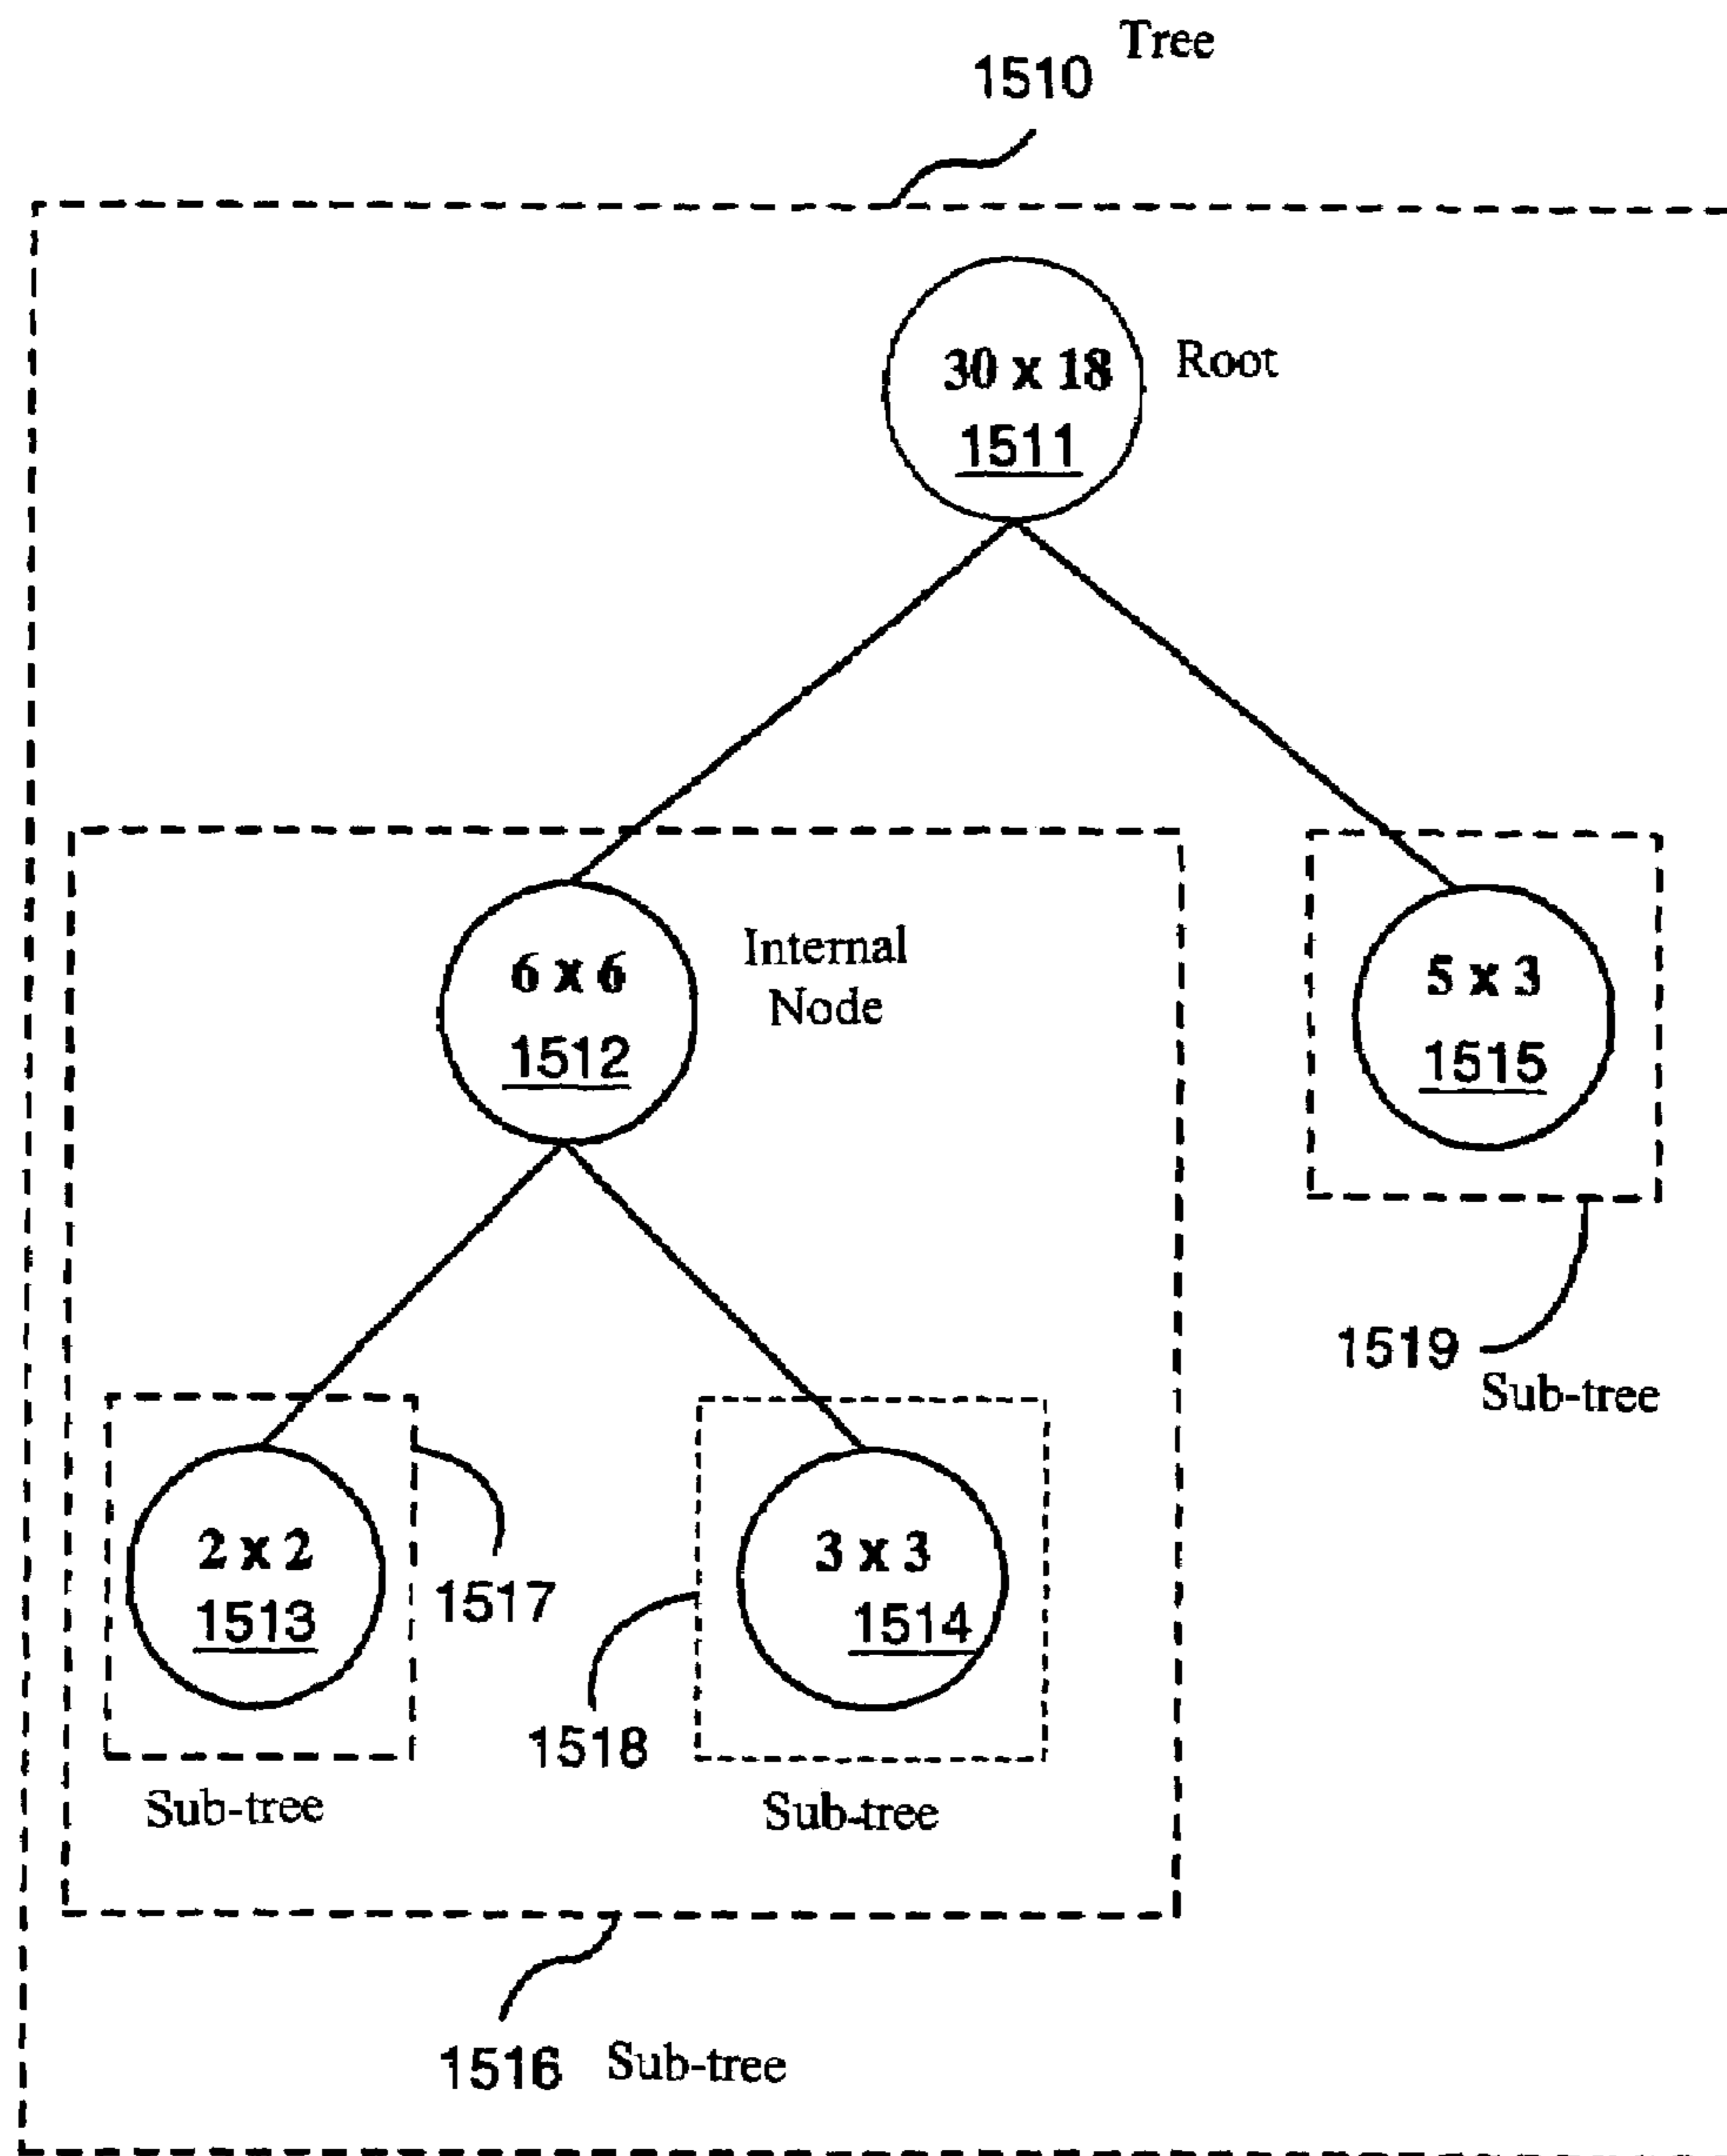 Tree
1510
30 x 18
1511
Root
6 x 6
1512
Internal
Node
5 x 3
1515
1519
Sub-tree
2 x 2
1513
1517
3 x 3
1514
1518
Sub-tree
Sub-tree
1516 Sub-tree